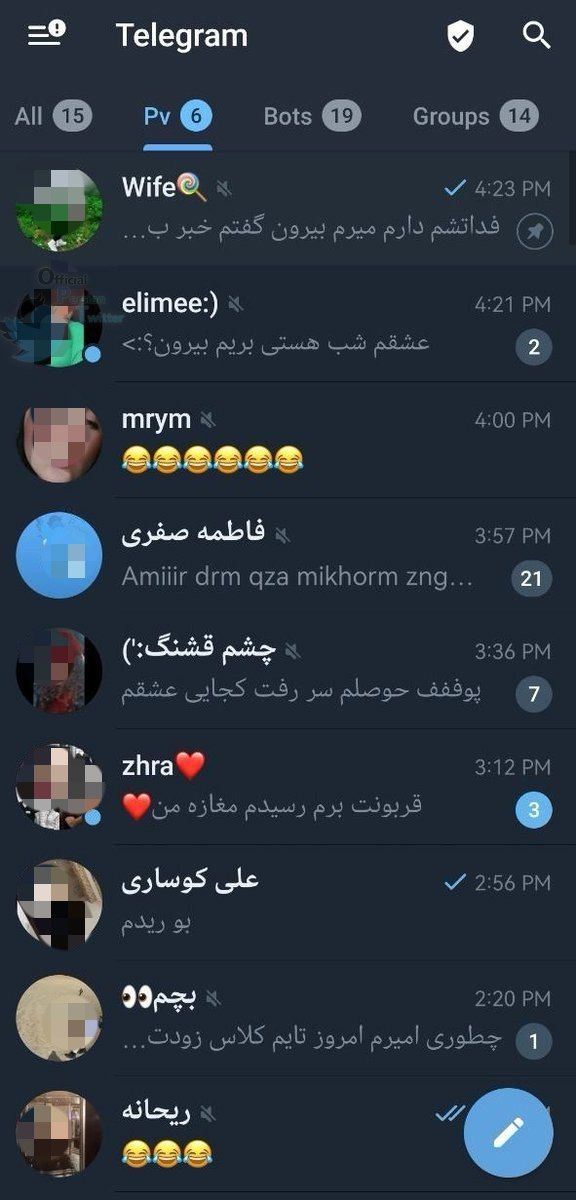 Telegram
All 15 Pv 6 Bots 19 Groups 14
Wife🍭 4:23 PM
فداتشم دارم میرم بیرون گفتم خبر ب...
Official
Persian
Twitter
elimee:) 4:21 PM
عشقم شب هستی بریم بیرون؟:> 2
mrym 4:00 PM
😂😂😂😂😂😂
فاطمه صفری 3:57 PM
Amiiir drm qza mikhorm zng... 21
چشم قشنگ:') 3:36 PM
پوففف حوصلم سر رفت کجایی عشقم 7
zhra❤️ 3:12 PM
قربونت برم رسیدم مغازه من❤️ 3
علی کوساری 2:56 PM
بو ریدم
بچم👀 2:20 PM
چطوری امیرم امروز تایم کلاس زودت... 1
ریحانه
😂😂😂